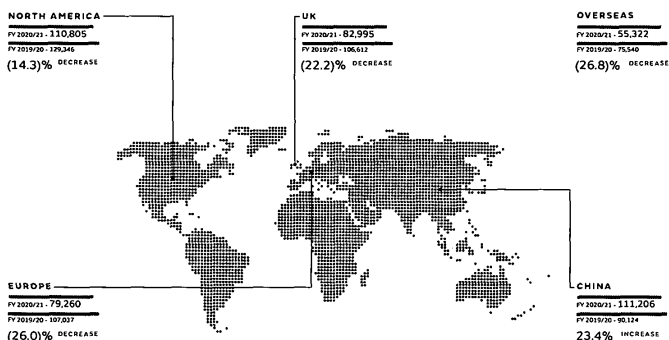 NORTH AMERICA
FY 2020/21 - 110,805
FY 2019/20 - 129,346
(14.3)% DECREASE
UK
FY 2020/21 - 82,995
FY 2019/20 - 106,612
(22.2)% DECREASE
OVERSEAS
FY 2020/21 - 55,322
FY 2019/20 - 75,540
(26.8)% DECREASE
EUROPE
FY 2020/21 - 79,260
FY 2019/20 - 107,037
(26.0)% DECREASE
CHINA
FY 2020/21 - 111,206
FY 2019/20 - 90,124
23.4% INCREASE